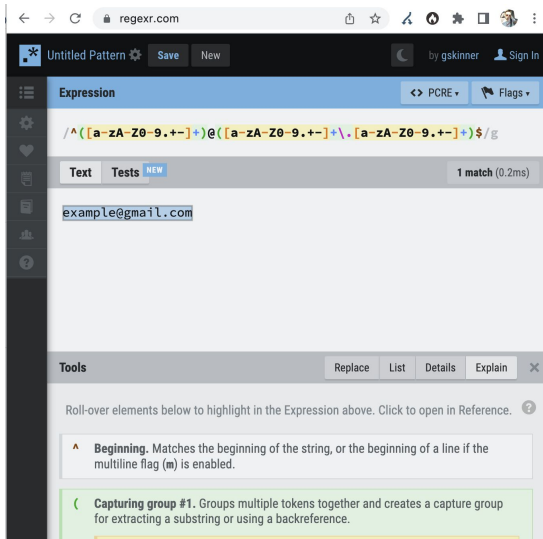 regexr.com
Untitled Pattern Save New by gskinner Sign In
Expression <> PCRE Flags
/^([a-zA-Z0-9.+-]+)@([a-zA-Z0-9.+-]+\.[a-zA-Z0-9.+-]+)$/g
Text Tests NEW 1 match (0.2ms)
example@gmail.com
Tools Replace List Details Explain
Roll-over elements below to highlight in the Expression above. Click to open in Reference. ?
^ Beginning. Matches the beginning of the string, or the beginning of a line if the
multiline flag (m) is enabled.
( Capturing group #1. Groups multiple tokens together and creates a capture group
for extracting a substring or using a backreference.